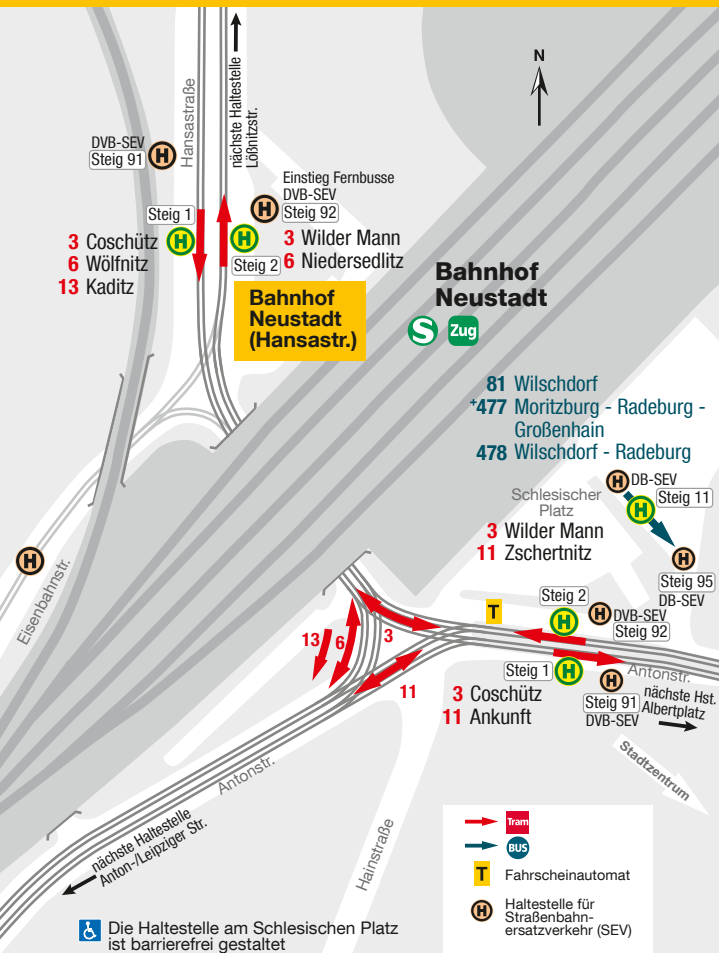 Hansastraße
nächste Haltestelle
Lößnitzstr.
N
DVB-SEV
Steig 91
H
Einstieg Fernbusse
DVB-SEV
Steig 92
H
Steig 1
H
3 Coschütz
6 Wölfnitz
13 Kaditz
H
Steig 2
3 Wilder Mann
6 Niedersedlitz
Bahnhof
Neustadt
(Hansastr.)
Bahnhof
Neustadt
S Zug
81 Wilschdorf
+477 Moritzburg - Radeburg -
Großenhain
478 Wilschdorf - Radeburg
H DB-SEV
Steig 11
H
Schlesischer
Platz
3 Wilder Mann
11 Zschertnitz
H
Steig 95
DB-SEV
H
Eisenbahnstr.
T
Steig 2
H
H
DVB-SEV
Steig 92
13
6
3
11
Steig 1
H
Antonstr.
3 Coschütz
11 Ankunft
H
Steig 91
DVB-SEV
nächste Hst.
Albertplatz
Stadtzentrum
Antonstr.
nächste Haltestelle
Anton-/Leipziger Str.
Hainstraße
Tram
BUS
T Fahrscheinautomat
H Haltestelle für
Straßenbahn-
ersatzverkehr (SEV)
Die Haltestelle am Schlesischen Platz
ist barrierefrei gestaltet